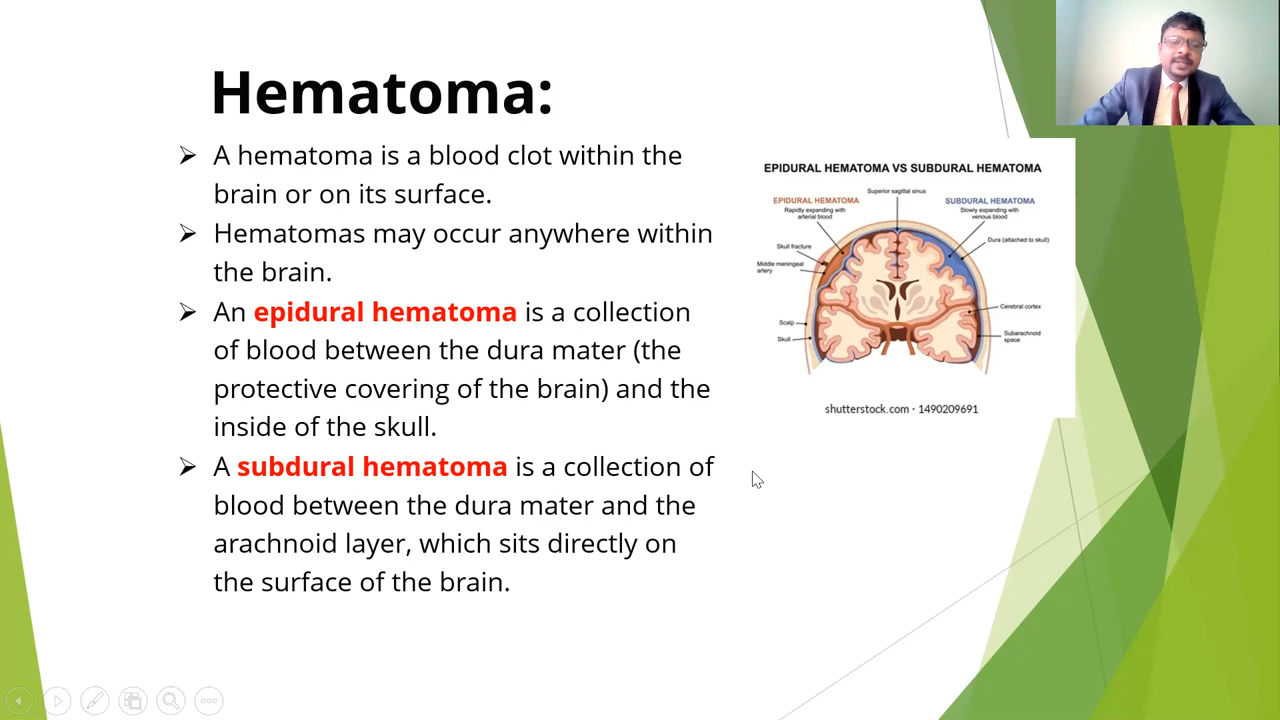 Hematoma:
➢ A hematoma is a blood clot within the
brain or on its surface.
➢ Hematomas may occur anywhere within
the brain.
➢ An epidural hematoma is a collection
of blood between the dura mater (the
protective covering of the brain) and the
inside of the skull.
➢ A subdural hematoma is a collection of
blood between the dura mater and the
arachnoid layer, which sits directly on
the surface of the brain.
EPIDURAL HEMATOMA VS SUBDURAL HEMATOMA
Superior sagittal sinus
EPIDURAL HEMATOMA
Rapidly expanding with
arterial blood
SUBDURAL HEMATOMA
Slowly expanding with
venous blood
Skull fracture
Dura (attached to skull)
Middle meningeal
artery
Cerebral cortex
Scalp
Subarachnoid
space
Skull
shutterstock.com · 1490209691